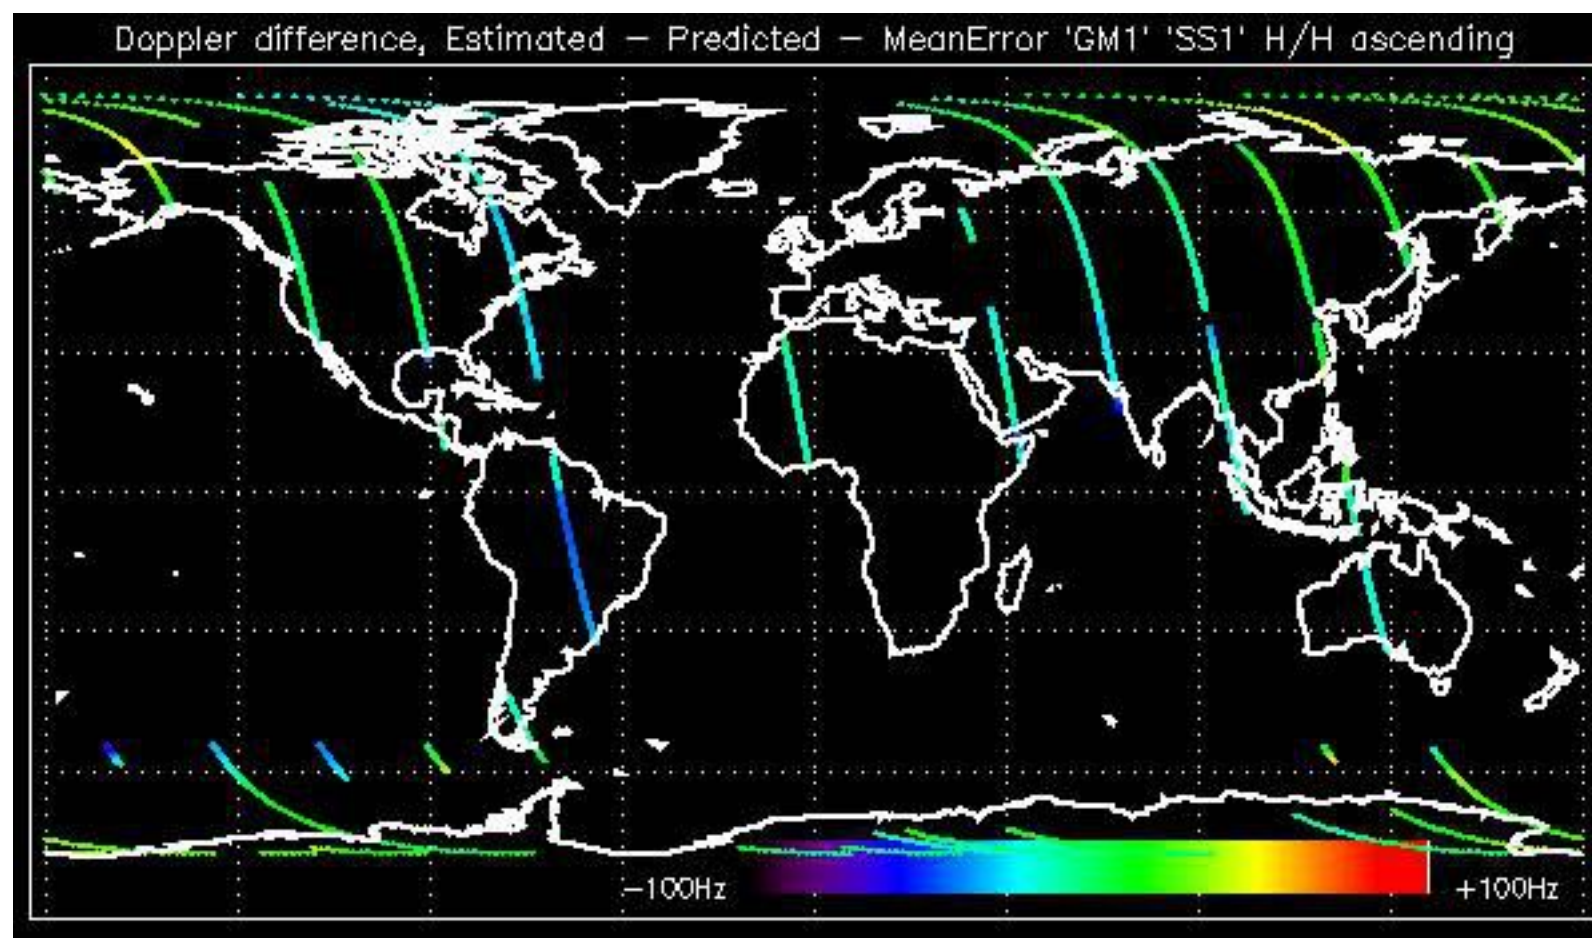 Doppler difference, Estimated – Predicted – MeanError 'GM1' 'SS1' H/H ascending
-100Hz +100Hz